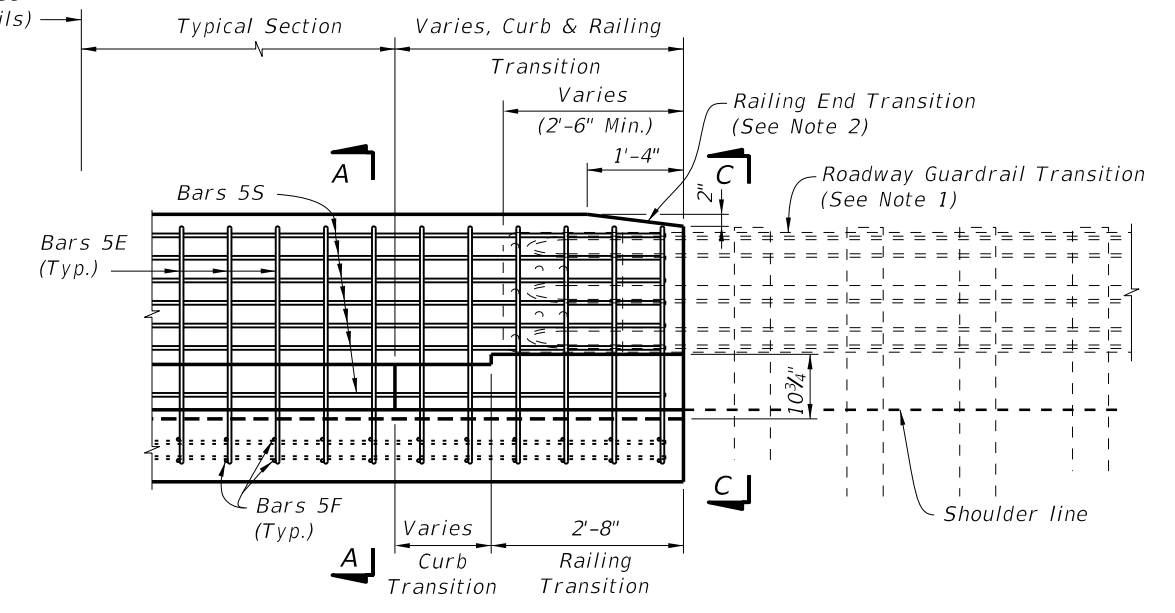 ils)
Typical Section
Varies, Curb & Railing
Transition
Varies
(2'-6" Min.)
Railing End Transition
(See Note 2)
1'-4"
A
C
2"
Roadway Guardrail Transition
(See Note 1)
Bars 5S
Bars 5E
(Typ.)
10¾"
C
Shoulder line
Bars 5F
(Typ.)
Varies
2'-8"
A
Curb
Transition
Railing
Transition